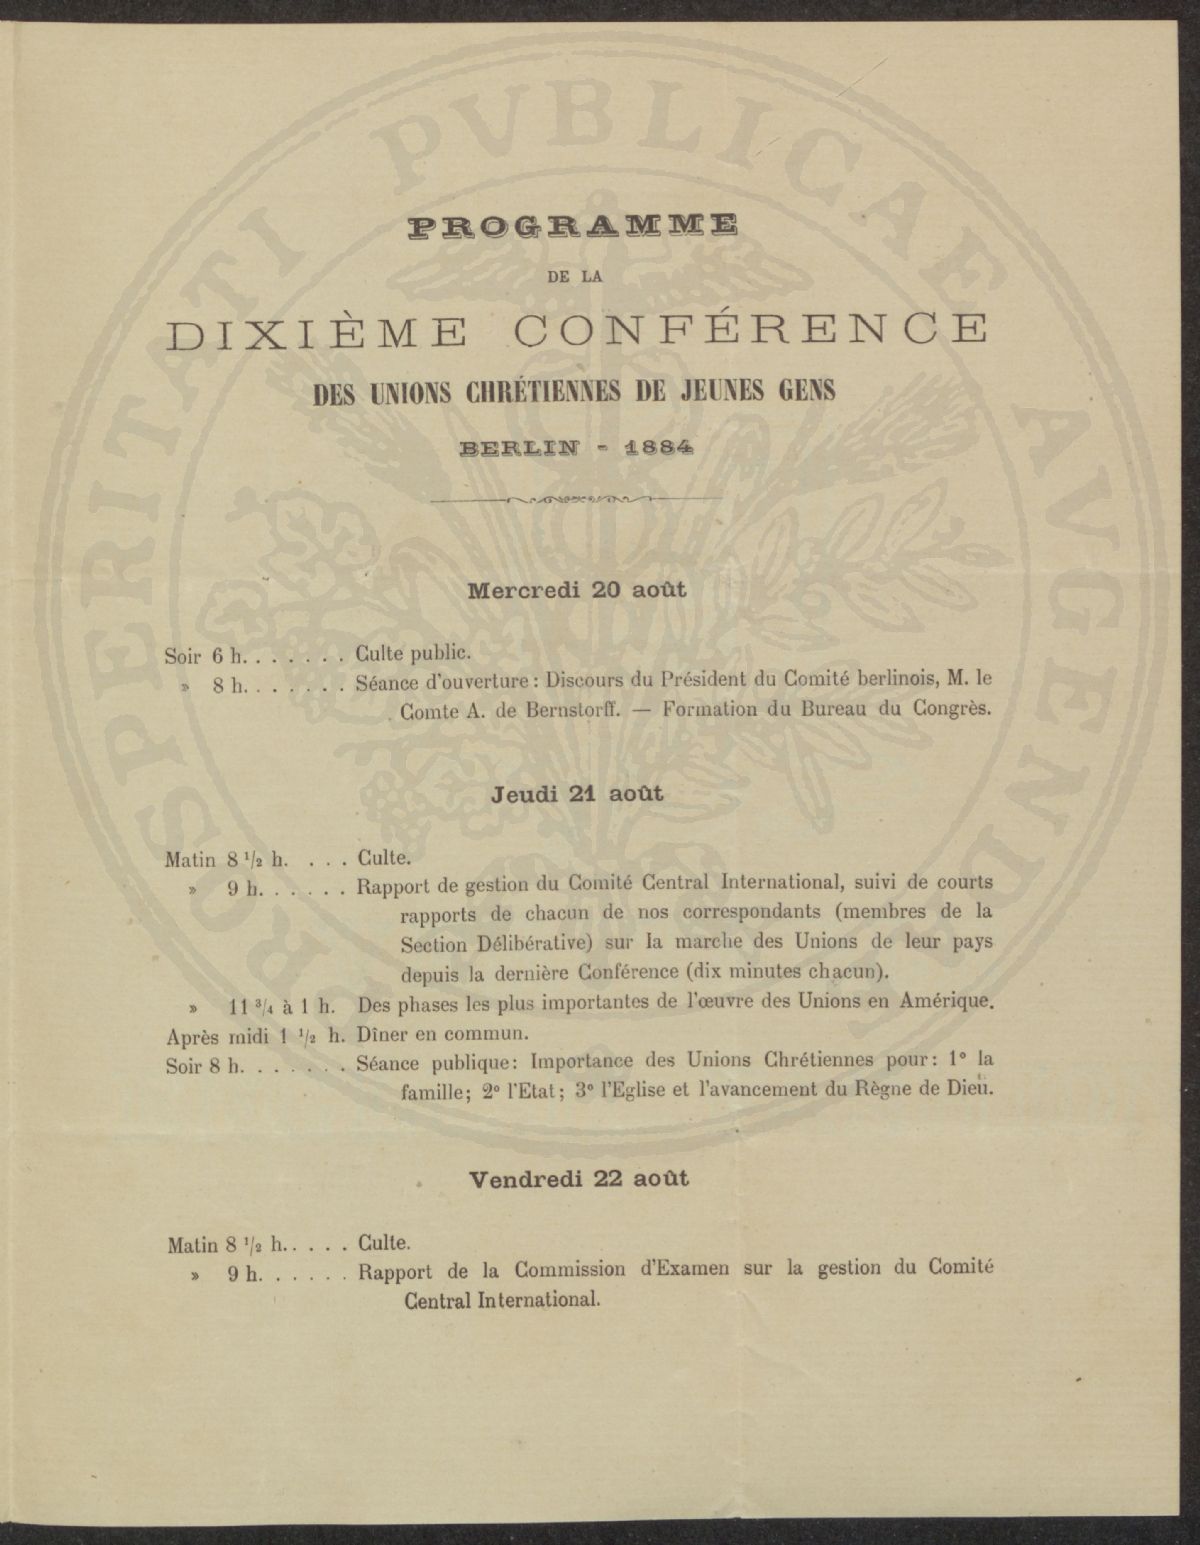 PROGRAMME
DE LA
DIXIÈME CONFÉRENCE
DES UNIONS CHRÉTIENNES DE JEUNES GENS
BERLIN - 1884
Mercredi 20 août
Soir 6 h. . . . . . . Culte public.
» 8 h. . . . . . . Séance d'ouverture : Discours du Président du Comité berlinois, M. le
Comte A. de Bernstorff. — Formation du Bureau du Congrès.
Jeudi 21 août
Matin 8 1/2 h. . . . Culte.
» 9 h. . . . . . Rapport de gestion du Comité Central International, suivi de courts
rapports de chacun de nos correspondants (membres de la
Section Délibérative) sur la marche des Unions de leur pays
depuis la dernière Conférence (dix minutes chacun).
» 11 3/4 à 1 h. Des phases les plus importantes de l'œuvre des Unions en Amérique.
Après midi 1 1/2 h. Dîner en commun.
Soir 8 h. . . . . . . Séance publique : Importance des Unions Chrétiennes pour : 1° la
famille ; 2° l'Etat ; 3° l'Eglise et l'avancement du Règne de Dieu.
Vendredi 22 août
Matin 8 1/2 h. . . . . Culte.
» 9 h. . . . . . Rapport de la Commission d'Examen sur la gestion du Comité
Central International.
PROSPERITATI PVBLICAE AVGENDAE